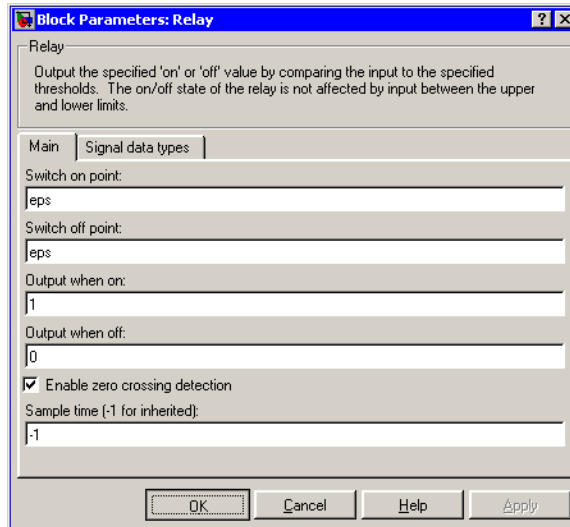 Block Parameters: Relay
Relay
Output the specified 'on' or 'off' value by comparing the input to the specified
thresholds. The on/off state of the relay is not affected by input between the upper
and lower limits.
Main
Signal data types
Switch on point:
eps
Switch off point:
eps
Output when on:
1
Output when off:
0
Enable zero crossing detection
Sample time (-1 for inherited):
-1
OK
Cancel
Help
Apply